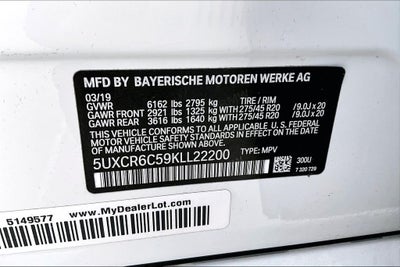 MFD BY BAYERISCHE MOTOREN WERKE AG
03/19
GVWR 6162 lbs 2795 kg TIRE / RIM
GAWR FRONT 2921 lbs 1325 kg 275/45 R20 /9.0J x 20
GAWR REAR 3616 lbs 1640 kg 275/45 R20 /9.0J x 20
THIS VEHICLE CONFORMS TO ALL APPLICABLE U.S. FEDERAL
MOTOR VEHICLE SAFETY STANDARDS IN EFFECT ON THE DATE OF
MANUFACTURE SHOWN ABOVE.
5UXCR6C59KLL22200 TYPE: MPV
300U
7 320 729
5149577
MyDealerLot.com